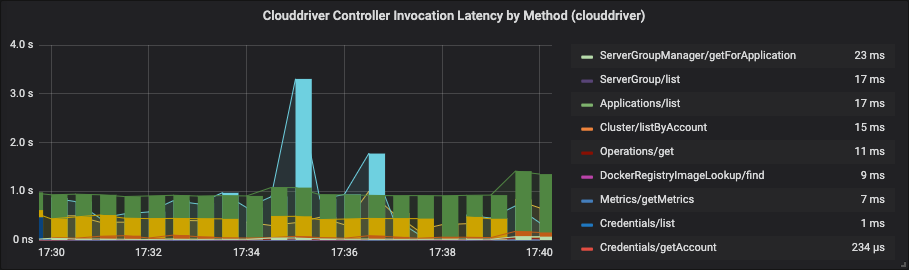 Clouddriver Controller Invocation Latency by Method (clouddriver)
4.0 s
3.0 s
2.0 s
1.0 s
0 ns
17:30
17:32
17:34
17:36
17:38
17:40
ServerGroupManager/getForApplication 23 ms
ServerGroup/list 17 ms
Applications/list 17 ms
Cluster/listByAccount 15 ms
Operations/get 11 ms
DockerRegistryImageLookup/find 9 ms
Metrics/getMetrics 7 ms
Credentials/list 1 ms
Credentials/getAccount 234 µs